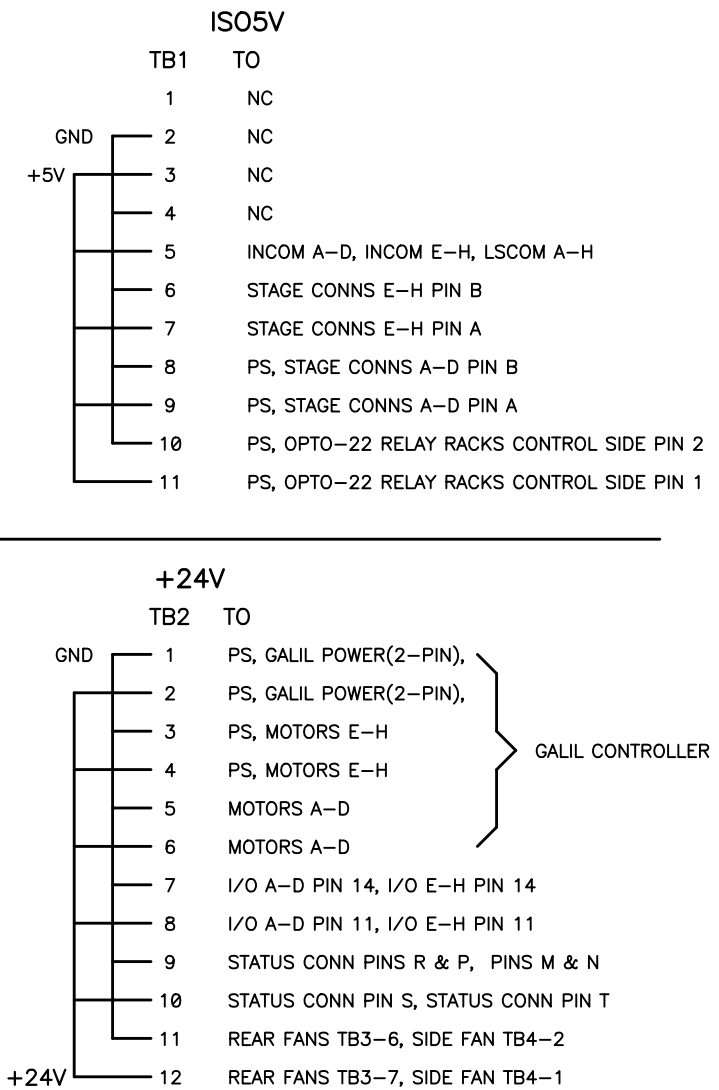 ISO5V
TB1 TO
1 NC
GND 2 NC
+5V 3 NC
4 NC
5 INCOM A-D, INCOM E-H, LSCOM A-H
6 STAGE CONNS E-H PIN B
7 STAGE CONNS E-H PIN A
8 PS, STAGE CONNS A-D PIN B
9 PS, STAGE CONNS A-D PIN A
10 PS, OPTO-22 RELAY RACKS CONTROL SIDE PIN 2
11 PS, OPTO-22 RELAY RACKS CONTROL SIDE PIN 1
+24V
TB2 TO
GND 1 PS, GALIL POWER(2-PIN),
2 PS, GALIL POWER(2-PIN),
3 PS, MOTORS E-H
GALIL CONTROLLER
4 PS, MOTORS E-H
5 MOTORS A-D
6 MOTORS A-D
7 I/O A-D PIN 14, I/O E-H PIN 14
8 I/O A-D PIN 11, I/O E-H PIN 11
9 STATUS CONN PINS R & P, PINS M & N
10 STATUS CONN PIN S, STATUS CONN PIN T
11 REAR FANS TB3-6, SIDE FAN TB4-2
+24V 12 REAR FANS TB3-7, SIDE FAN TB4-1